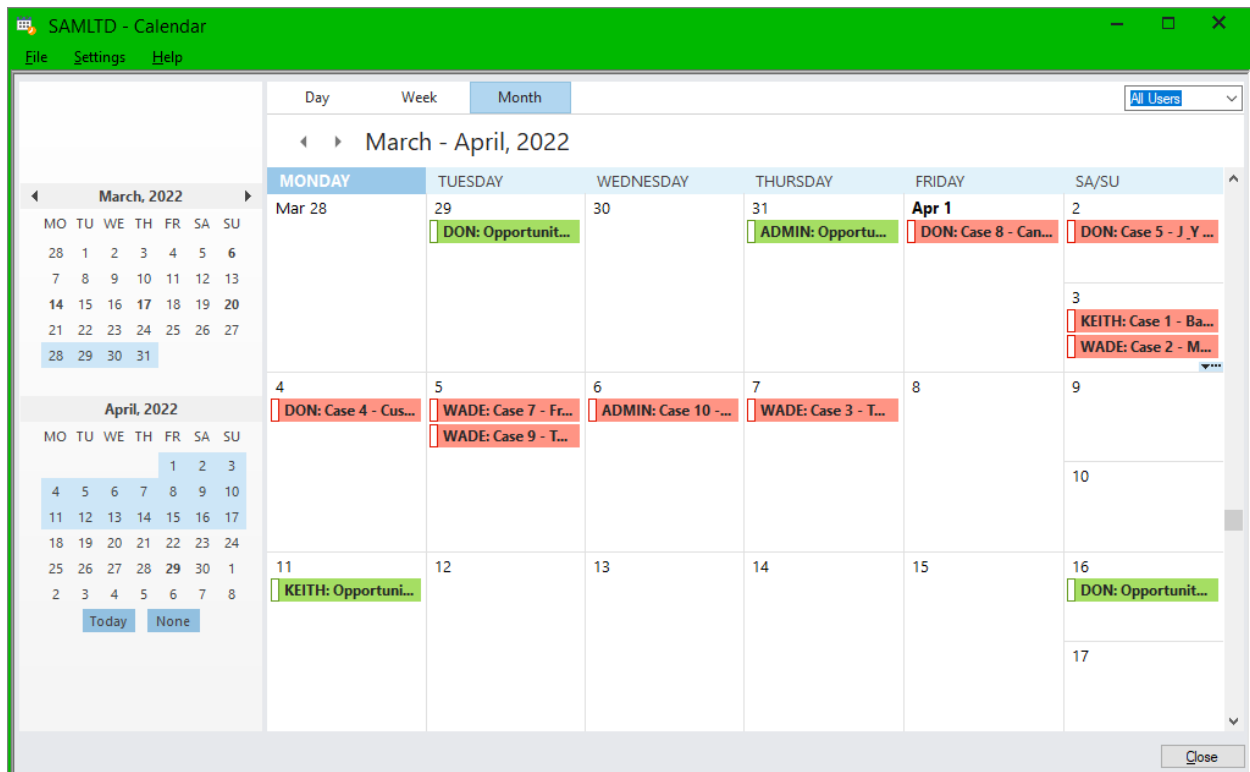 SAMLTD - Calendar
File Settings Help
Day Week Month
All Users
March - April, 2022
March, 2022
MO TU WE TH FR SA SU
28 1 2 3 4 5 6
7 8 9 10 11 12 13
14 15 16 17 18 19 20
21 22 23 24 25 26 27
28 29 30 31
April, 2022
MO TU WE TH FR SA SU
1 2 3
4 5 6 7 8 9 10
11 12 13 14 15 16 17
18 19 20 21 22 23 24
25 26 27 28 29 30 1
2 3 4 5 6 7 8
Today None
MONDAY TUESDAY WEDNESDAY THURSDAY FRIDAY SA/SU
Mar 28 29 30 31 Apr 1 2
DON: Opportunit... ADMIN: Opportu... DON: Case 8 - Can... DON: Case 5 - J_Y ...
3
KEITH: Case 1 - Ba...
WADE: Case 2 - M...
4 5 6 7 8 9
DON: Case 4 - Cus... WADE: Case 7 - Fr... ADMIN: Case 10 -... WADE: Case 3 - T...
WADE: Case 9 - T...
10
11 12 13 14 15 16
KEITH: Opportuni... DON: Opportunit...
17
Close